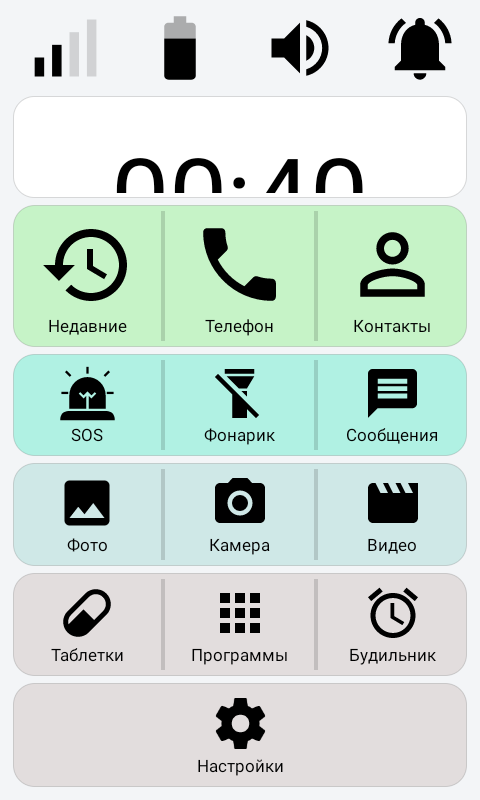 Недавние Телефон Контакты
SOS Фонарик Сообщения
Фото Камера Видео
Таблетки Программы Будильник
Настройки